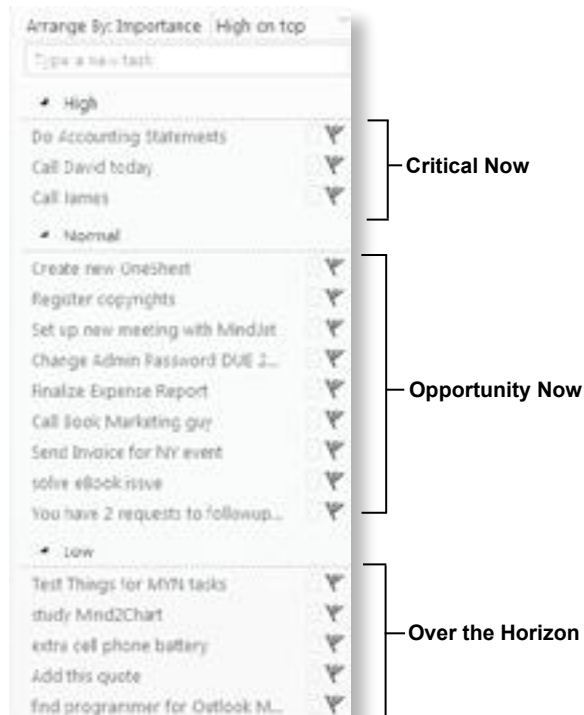 Arrange By: Importance High on top
Type a new task
High
Do Accounting Statements
Call David today
Call James
Critical Now
Normal
Create new OneSheet
Register copyrights
Set up new meeting with MindJet
Change Admin Password DUE 2...
Finalize Expense Report
Call Book Marketing guy
Send Invoice for NY event
solve eBook issue
You have 2 requests to followup...
Opportunity Now
Low
Test Things for MYN tasks
study Mind2Chart
extra cell phone battery
Add this quote
find programmer for Outlook M...
Over the Horizon